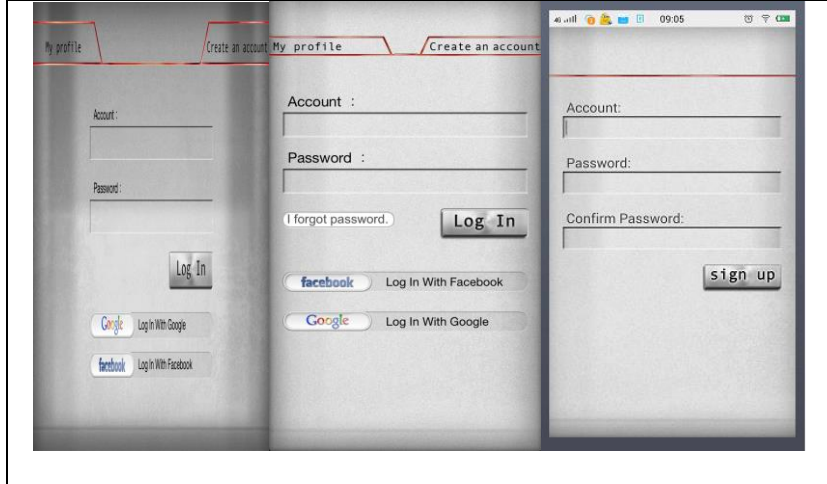 My profile
Create an account
Account :
Password :
Log In
Google Log In With Google
facebook Log In With Facebook
My profile
Create an account
Account :
Password :
I forgot password.
Log In
facebook Log In With Facebook
Google Log In With Google
4G 09:05
Account:
Password:
Confirm Password:
sign up